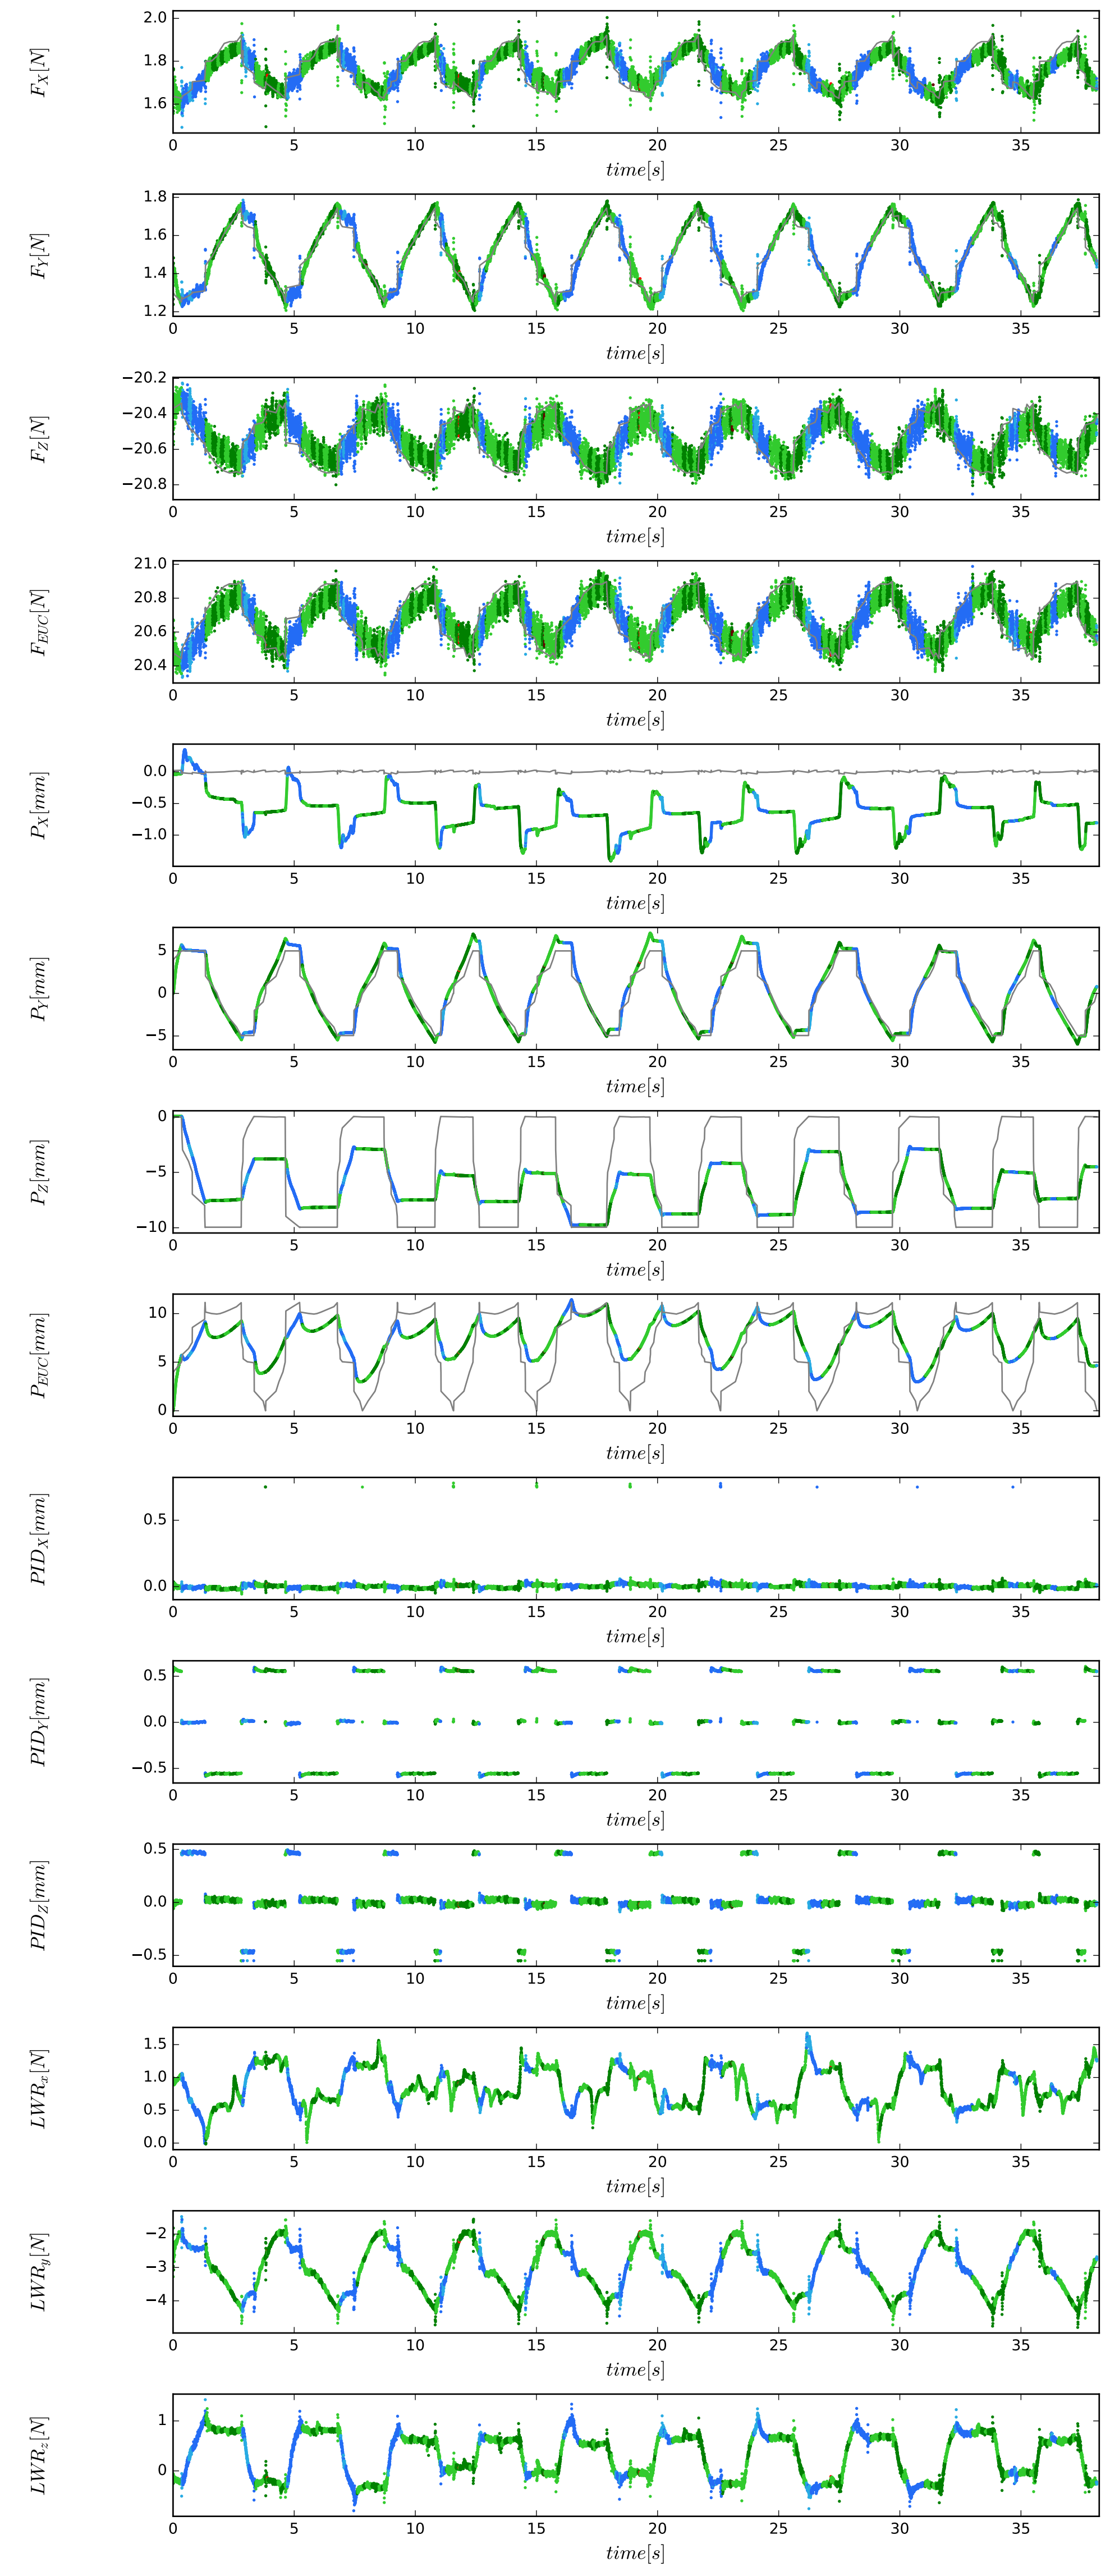 F_X[N]
2.0
1.8
1.6
0 5 10 15 20 25 30 35
time[s]
F_Y[N]
1.8
1.6
1.4
1.2
0 5 10 15 20 25 30 35
time[s]
F_Z[N]
−20.2
−20.4
−20.6
−20.8
0 5 10 15 20 25 30 35
time[s]
F_EUC[N]
21.0
20.8
20.6
20.4
0 5 10 15 20 25 30 35
time[s]
P_X[mm]
0.0
−0.5
−1.0
0 5 10 15 20 25 30 35
time[s]
P_Y[mm]
5
0
−5
0 5 10 15 20 25 30 35
time[s]
P_Z[mm]
0
−5
−10
0 5 10 15 20 25 30 35
time[s]
P_EUC[mm]
10
5
0
0 5 10 15 20 25 30 35
time[s]
PID_X[mm]
0.5
0.0
0 5 10 15 20 25 30 35
time[s]
PID_Y[mm]
0.5
0.0
−0.5
0 5 10 15 20 25 30 35
time[s]
PID_Z[mm]
0.5
0.0
−0.5
0 5 10 15 20 25 30 35
time[s]
LWR_x[N]
1.5
1.0
0.5
0.0
0 5 10 15 20 25 30 35
time[s]
LWR_y[N]
−2
−3
−4
0 5 10 15 20 25 30 35
time[s]
LWR_z[N]
1
0
0 5 10 15 20 25 30 35
time[s]